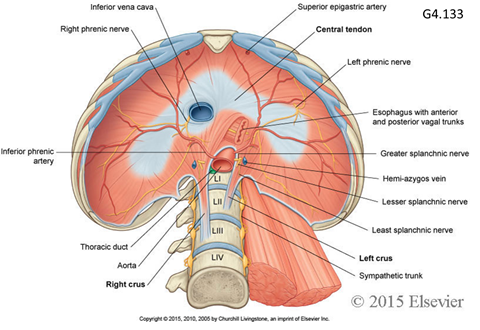 Inferior vena cava
Superior epigastric artery
G4.133
Right phrenic nerve
Central tendon
Left phrenic nerve
Esophagus with anterior
and posterior vagal trunks
Inferior phrenic
artery
Greater splanchnic nerve
Hemi-azygos vein
LI
Lesser splanchnic nerve
LII
Least splanchnic nerve
LIII
Thoracic duct
Aorta
LIV
Left crus
Right crus
Sympathetic trunk
© 2015 Elsevier
Copyright © 2015, 2010, 2005 by Churchill Livingstone, an imprint of Elsevier Inc.